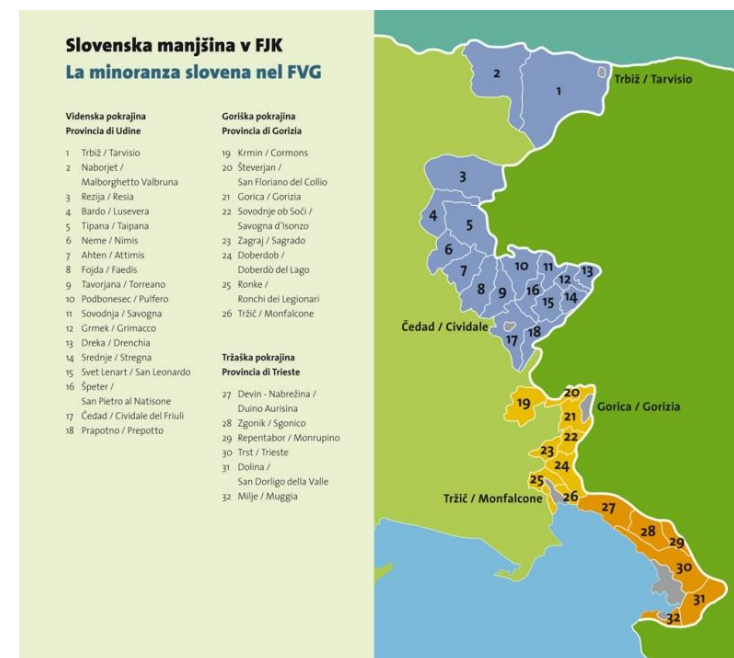 Slovenska manjšina v FJK
La minoranza slovena nel FVG
Videnska pokrajina
Provincia di Udine
1 Trbiž / Tarvisio
2 Naborjet /
Malborghetto Valbruna
3 Rezija / Resia
4 Bardo / Lusevera
5 Tipana / Taipana
6 Neme / Nimis
7 Ahten / Attimis
8 Fojda / Faedis
9 Tavorjana / Torreano
10 Podbonesec / Pulfero
11 Sovodnja / Savogna
12 Grmek / Grimacco
13 Dreka / Drenchia
14 Srednje / Stregna
15 Svet Lenart / San Leonardo
16 Špeter /
San Pietro al Natisone
17 Čedad / Cividale del Friuli
18 Prapotno / Prepotto
Goriška pokrajina
Provincia di Gorizia
19 Krmin / Cormons
20 Števerjan /
San Floriano del Collio
21 Gorica / Gorizia
22 Sovodnje ob Soči /
Savogna d'Isonzo
23 Zagraj / Sagrado
24 Doberdob /
Doberdò del Lago
25 Ronke /
Ronchi dei Legionari
26 Tržič / Monfalcone
Tržaška pokrajina
Provincia di Trieste
27 Devin - Nabrežina /
Duino Aurisina
28 Zgonik / Sgonico
29 Repentabor / Monrupino
30 Trst / Trieste
31 Dolina /
San Dorligo della Valle
32 Milje / Muggia
2
1
Trbiž / Tarvisio
3
4
5
6
7
8
9
10
11
12
13
16
15
14
Čedad / Cividale
17
18
19
20
21
Gorica / Gorizia
22
23
24
25
26
Tržič / Monfalcone
27
28
29
30
31
32